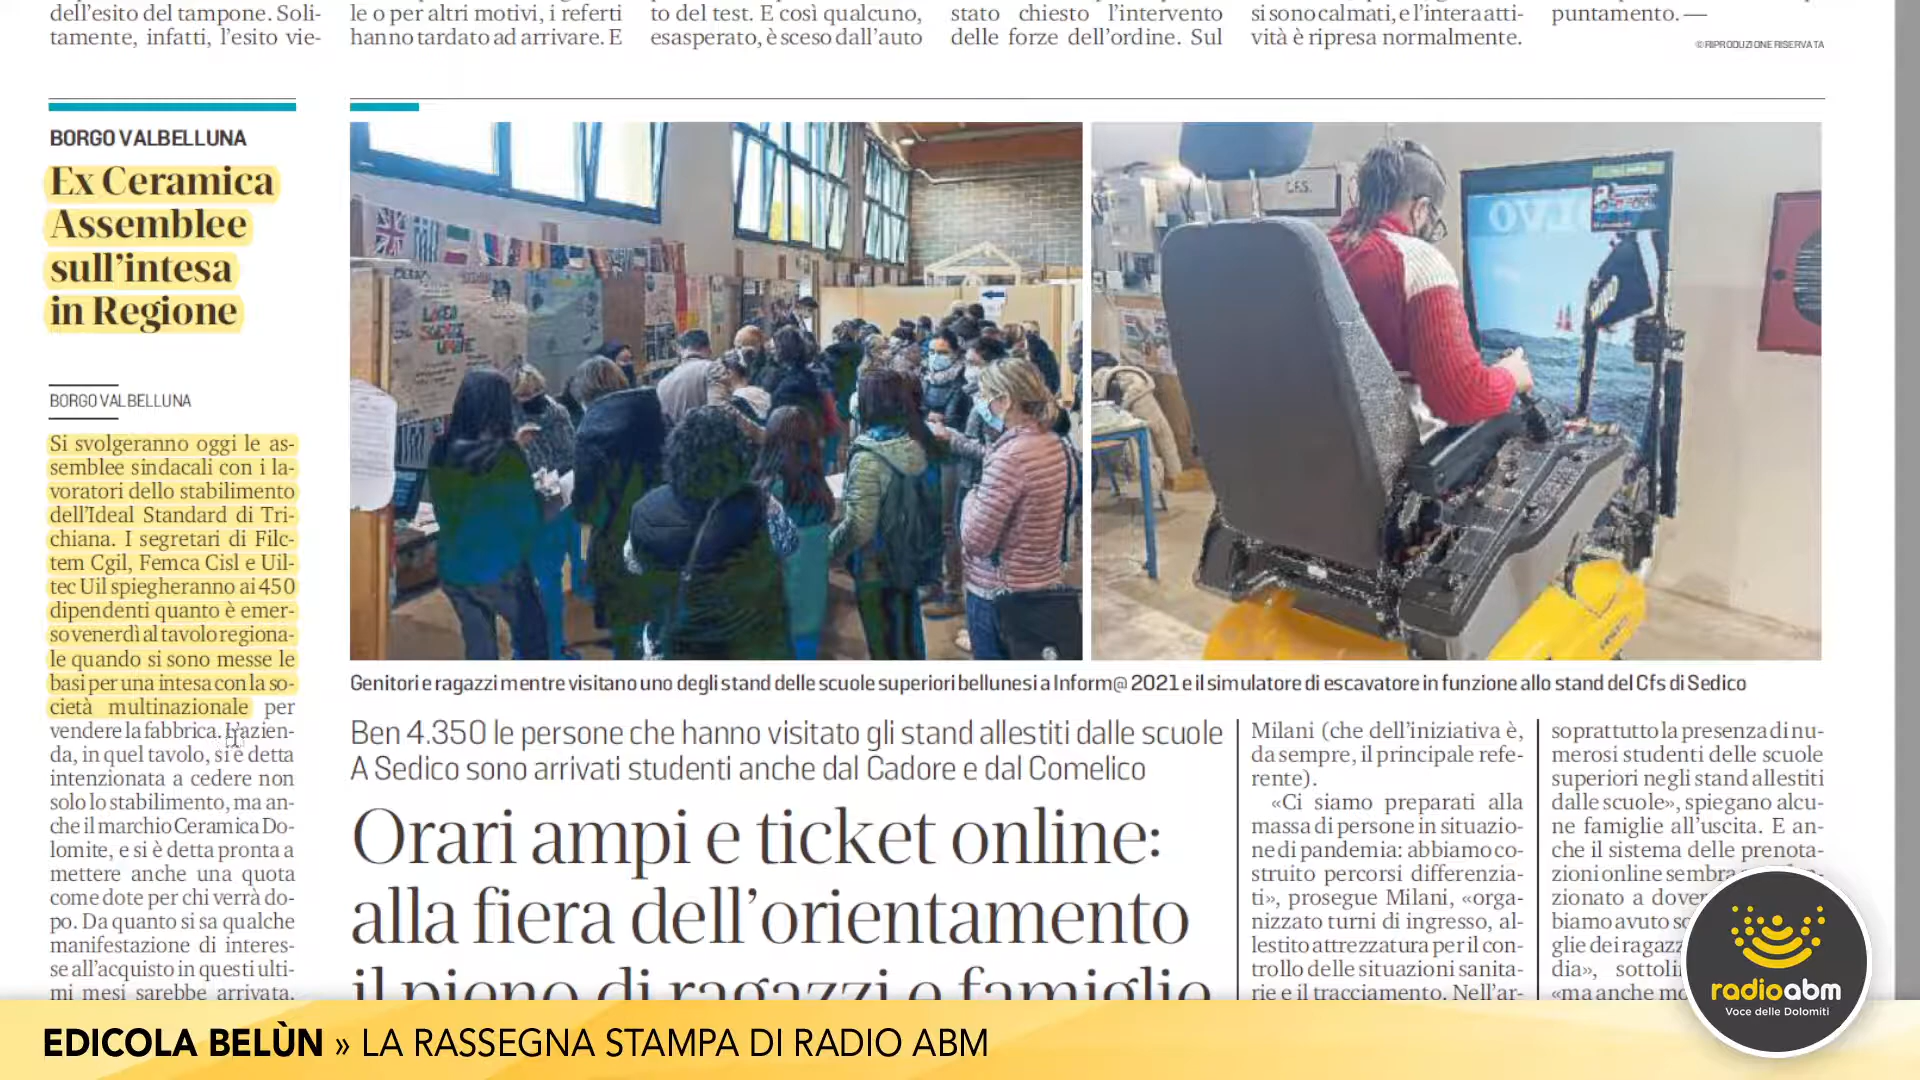 dell'esito del tampone. Soli-
tamente, infatti, l'esito vie-
le o per altri motivi, i referti
hanno tardato ad arrivare. E
to del test. E così qualcuno,
esasperato, è sceso dall'auto
stato chiesto l'intervento
delle forze dell'ordine. Sul
si sono calmati, e l'intera atti-
vità è ripresa normalmente.
puntamento. —
© RIPRODUZIONE RISERVATA
BORGO VALBELLUNA
Ex Ceramica
Assemblee
sull'intesa
in Regione
BORGO VALBELLUNA
Si svolgeranno oggi le as-
semblee sindacali con i la-
voratori dello stabilimento
dell'Ideal Standard di Tri-
chiana. I segretari di Filc-
tem Cgil, Femca Cisl e Uil-
tec Uil spiegheranno ai 450
dipendenti quanto è emer-
so venerdì al tavolo regiona-
le quando si sono messe le
basi per una intesa con la so-
cietà multinazionale per
vendere la fabbrica. L'azien-
da, in quel tavolo, si è detta
intenzionata a cedere non
solo lo stabilimento, ma an-
che il marchio Ceramica Do-
lomite, e si è detta pronta a
mettere anche una quota
come dote per chi verrà do-
po. Da quanto si sa qualche
manifestazione di interes-
se all'acquisto in questi ulti-
mi mesi sarebbe arrivata,
C.F.S.
VOLVO
Genitori e ragazzi mentre visitano uno degli stand delle scuole superiori bellunesi a Inform@ 2021 e il simulatore di escavatore in funzione allo stand del Cfs di Sedico
Ben 4.350 le persone che hanno visitato gli stand allestiti dalle scuole
A Sedico sono arrivati studenti anche dal Cadore e dal Comelico
Orari ampi e ticket online:
alla fiera dell'orientamento
il pieno di ragazzi e famiglie
Milani (che dell'iniziativa è,
da sempre, il principale refe-
rente).
«Ci siamo preparati alla
massa di persone in situazio-
ne di pandemia: abbiamo co-
struito percorsi differenzia-
ti», prosegue Milani, «orga-
nizzato turni di ingresso, al-
lestito attrezzatura per il con-
trollo delle situazioni sanita-
rie e il tracciamento. Nell'ar-
soprattutto la presenza di nu-
merosi studenti delle scuole
superiori negli stand allestiti
dalle scuole», spiegano alcu-
ne famiglie all'uscita. E an-
che il sistema delle prenota-
zioni online sembra
zionato a dover
biamo avuto
glie dei ragazz
dia»,
«ma anche
radioabm
Voce delle Dolomiti
EDICOLA BELÙN » LA RASSEGNA STAMPA DI RADIO ABM